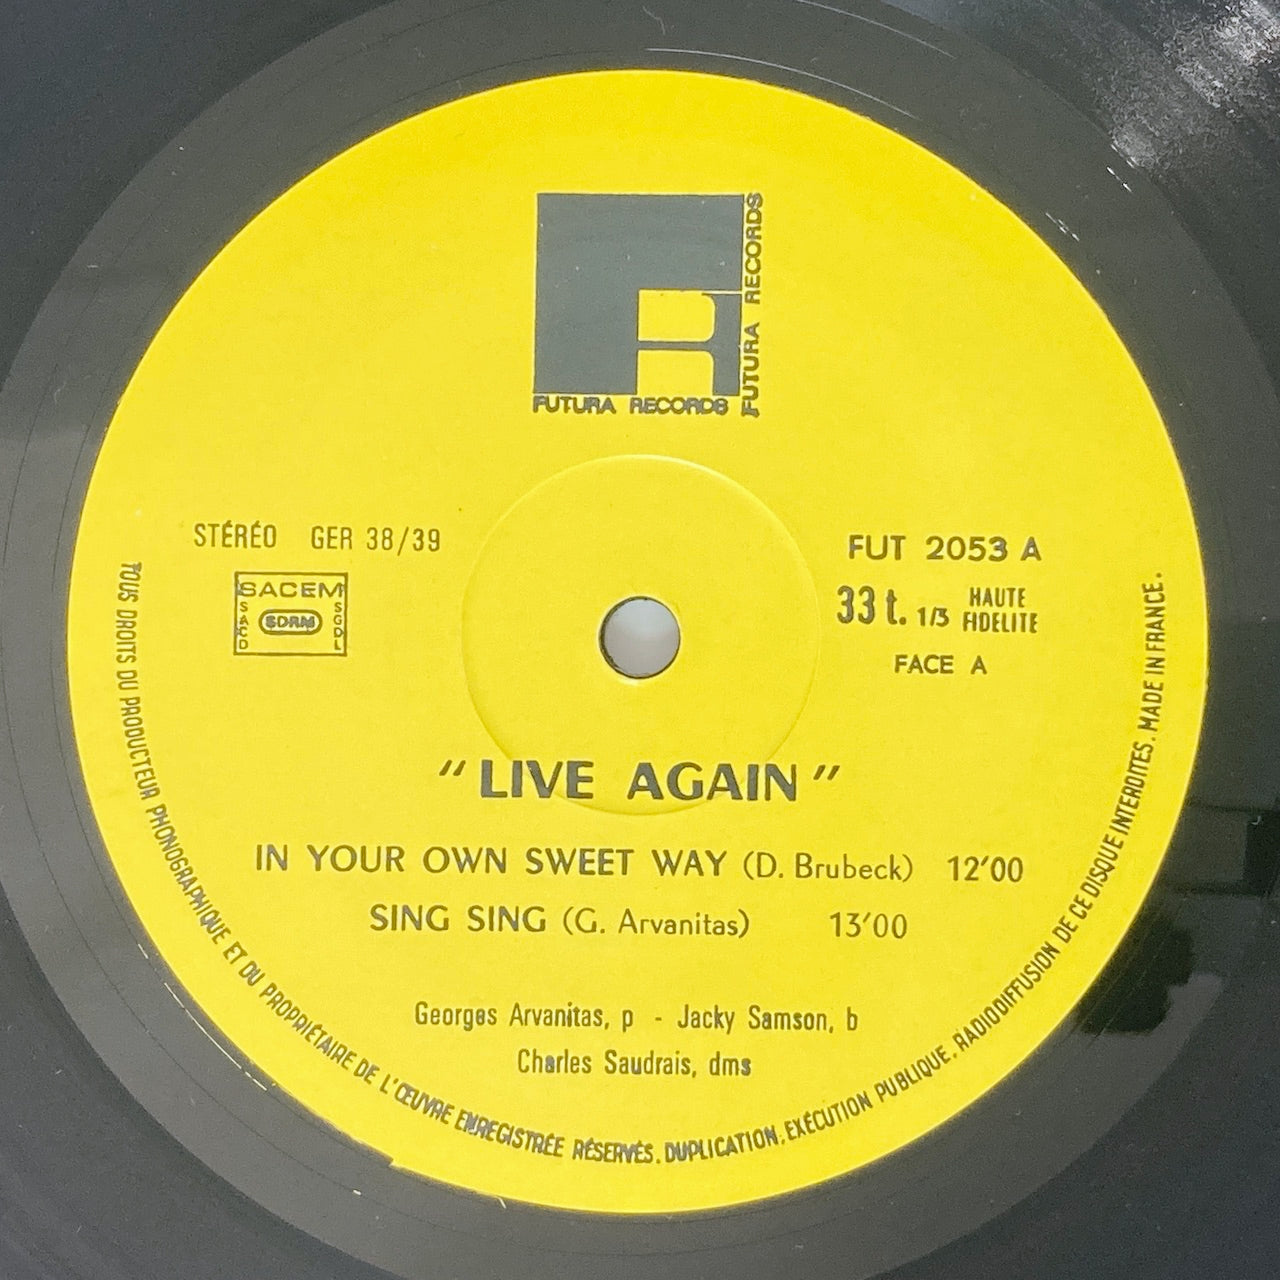 FUTURA RECORDS
FUTURA RECORDS
STÉRÉO GER 38/39
SACEM
SACD
SDRM
SGDL
FUT 2053 A
33 t. 1/3 HAUTE FIDELITE
FACE A
“LIVE AGAIN”
IN YOUR OWN SWEET WAY (D. Brubeck) 12′00
SING SING (G. Arvanitas) 13′00
Georges Arvanitas, p - Jacky Samson, b
Charles Saudrais, dms
TOUS DROITS DU PRODUCTEUR PHONOGRAPHIQUE ET DU PROPRIÉTAIRE DE L'ŒUVRE ENREGISTRÉE RÉSERVÉS. DUPLICATION. EXÉCUTION PUBLIQUE. RADIODIFFUSION DE CE DISQUE INTERDITES. MADE IN FRANCE.